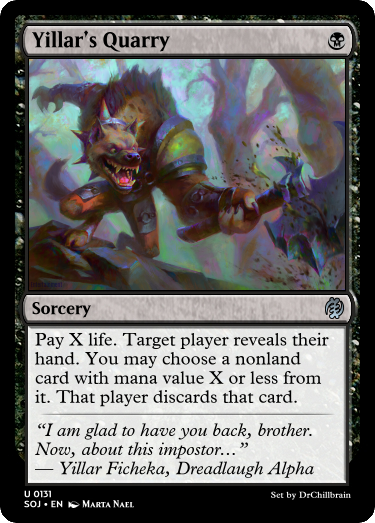 Yillar's Quarry
Sorcery
Pay X life. Target player reveals their
hand. You may choose a nonland
card with mana value X or less from
it. That player discards that card.
“I am glad to have you back, brother.
Now, about this impostor…”
— Yillar Ficheka, Dreadlaugh Alpha
U 0131
SOJ • EN Marta Nael
Set by DrChillbrain